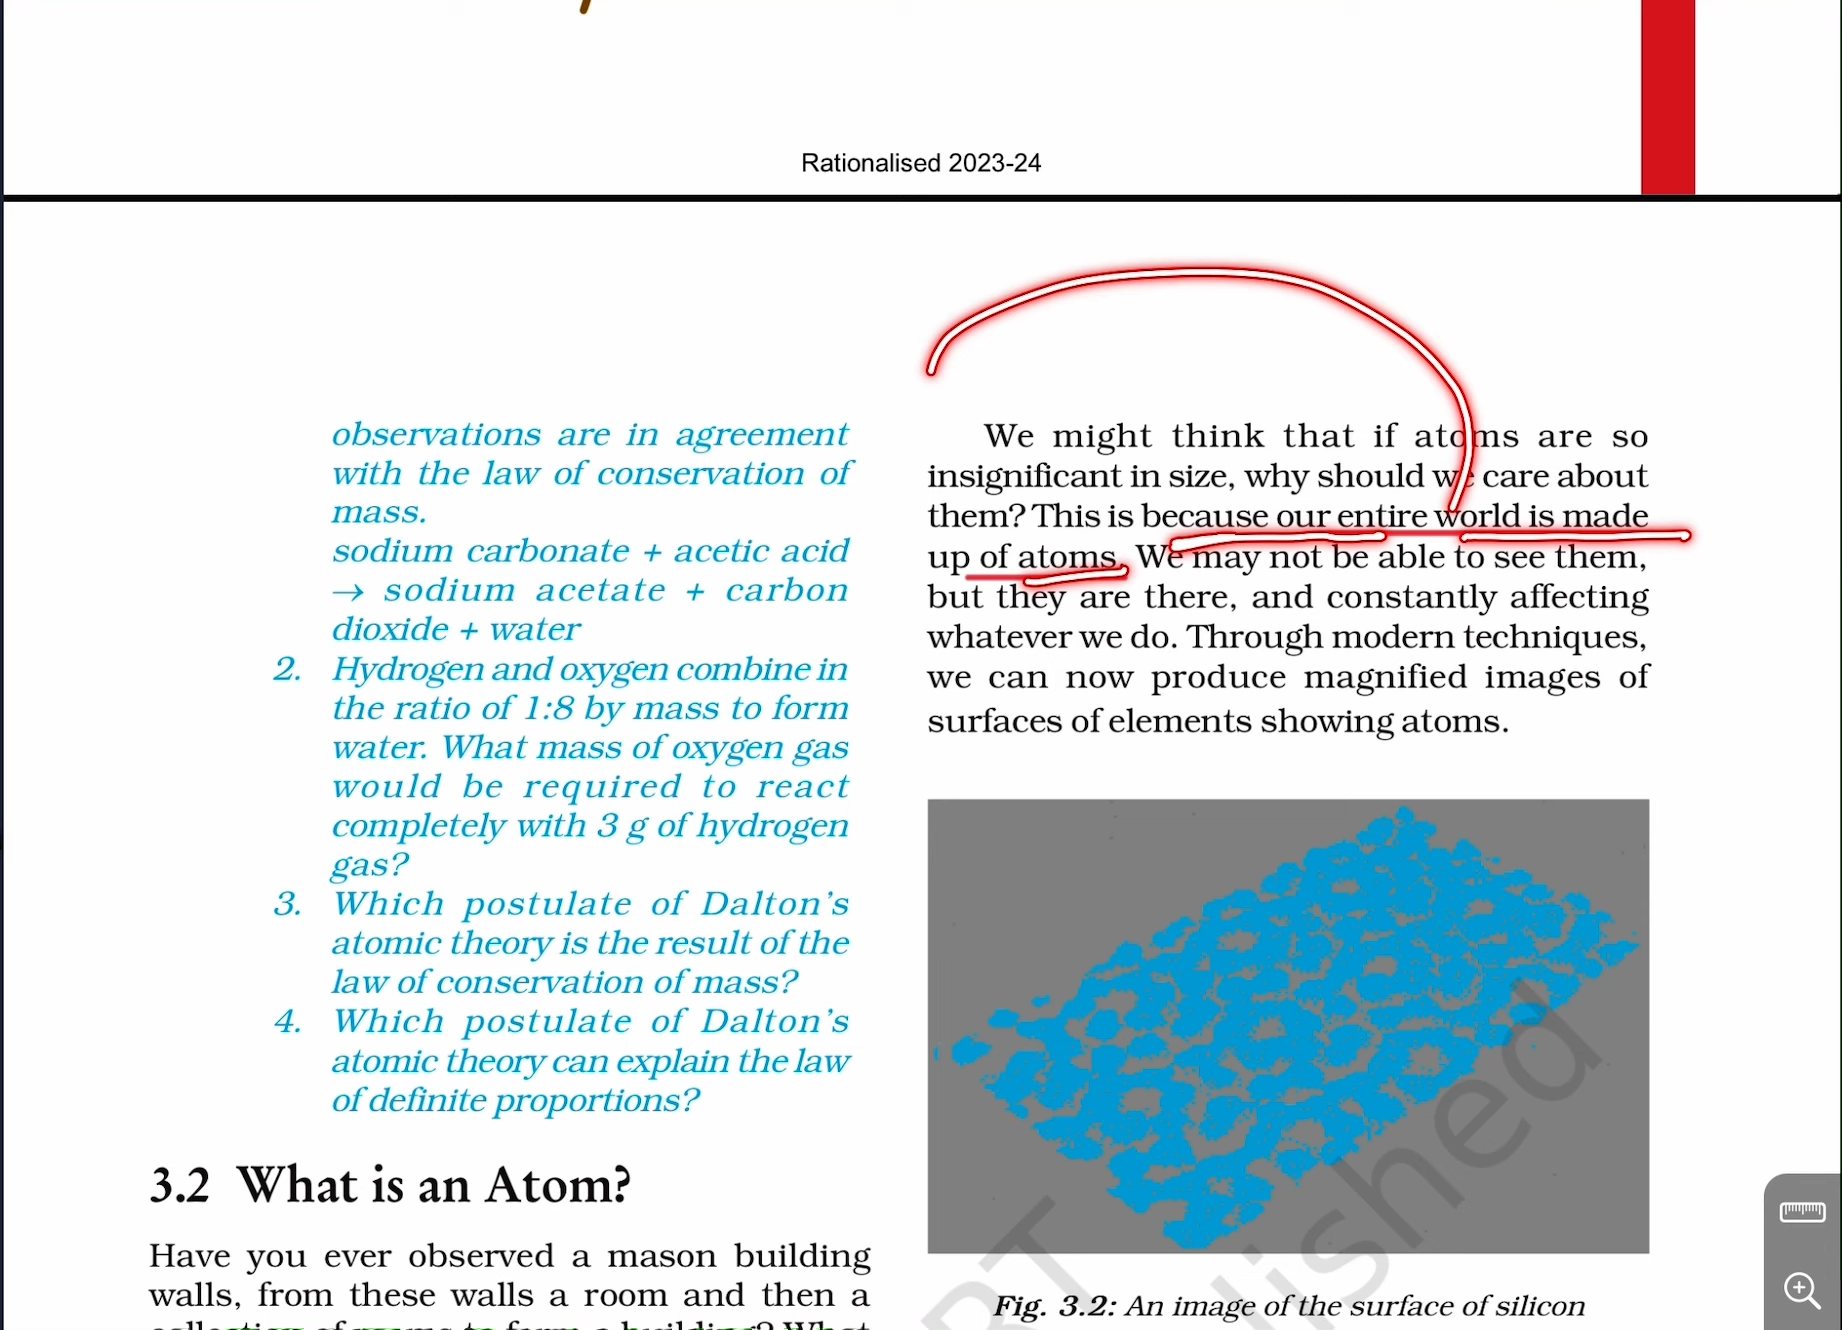 Rationalised 2023-24
observations are in agreement
with the law of conservation of
mass.
sodium carbonate + acetic acid
→ sodium acetate + carbon
dioxide + water
2. Hydrogen and oxygen combine in
the ratio of 1:8 by mass to form
water. What mass of oxygen gas
would be required to react
completely with 3 g of hydrogen
gas?
3. Which postulate of Dalton's
atomic theory is the result of the
law of conservation of mass?
4. Which postulate of Dalton's
atomic theory can explain the law
of definite proportions?
3.2 What is an Atom?
Have you ever observed a mason building
walls, from these walls a room and then a
We might think that if atoms are so
insignificant in size, why should we care about
them? This is because our entire world is made
up of atoms. We may not be able to see them,
but they are there, and constantly affecting
whatever we do. Through modern techniques,
we can now produce magnified images of
surfaces of elements showing atoms.
Fig. 3.2: An image of the surface of silicon